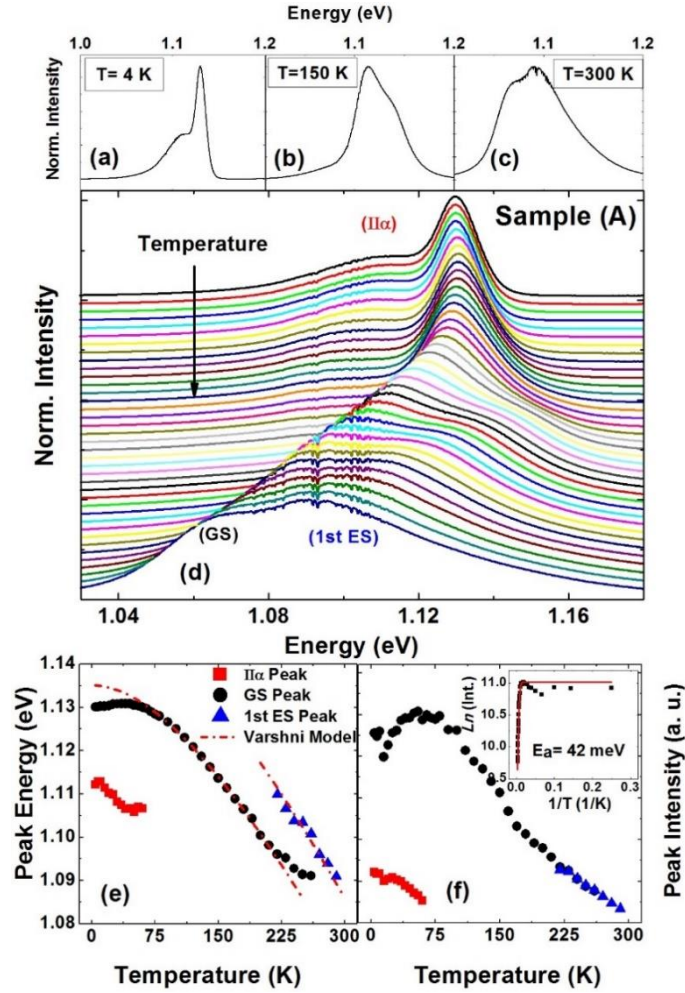 Energy (eV)
1.0 1.1 1.2 1.1 1.2 1.1 1.2
Norm. Intensity
T= 4 K
T=150 K
T=300 K
(a)
(b)
(c)
Norm. Intensity
Temperature
(IIα)
Sample (A)
(GS)
(1st ES)
(d)
1.04 1.08 1.12 1.16
Energy (eV)
Peak Energy (eV)
1.14
1.13
1.12
1.11
1.10
1.09
1.08
IIα Peak
GS Peak
1st ES Peak
Varshni Model
(e)
0 75 150 225 300
Temperature (K)
Ln (Int.)
11.0
10.5
10.0
9.5
Ea= 42 meV
0.0 0.1 0.2 0.3
1/T (1/K)
(f)
0 75 150 225 300
Temperature (K)
Peak Intensity (a. u.)